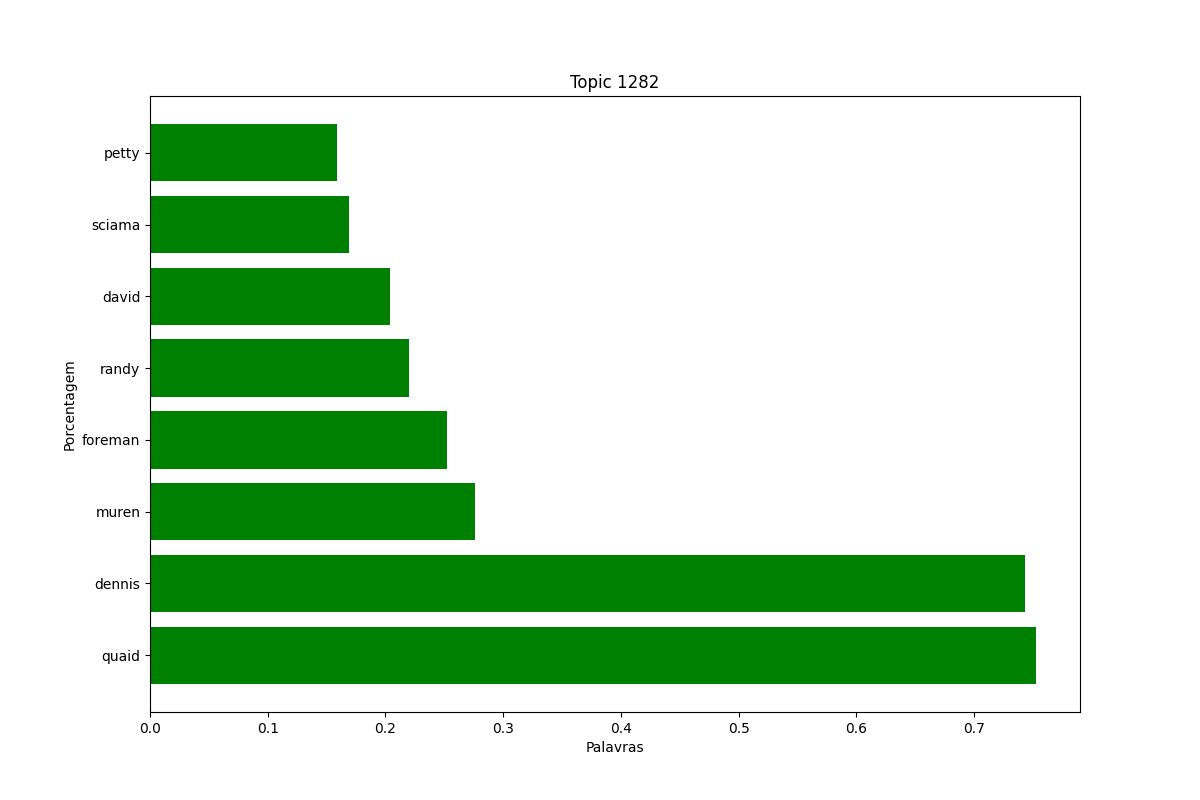 Topic 1282
Porcentagem
petty
sciama
david
randy
foreman
muren
dennis
quaid
0.0 0.1 0.2 0.3 0.4 0.5 0.6 0.7
Palavras